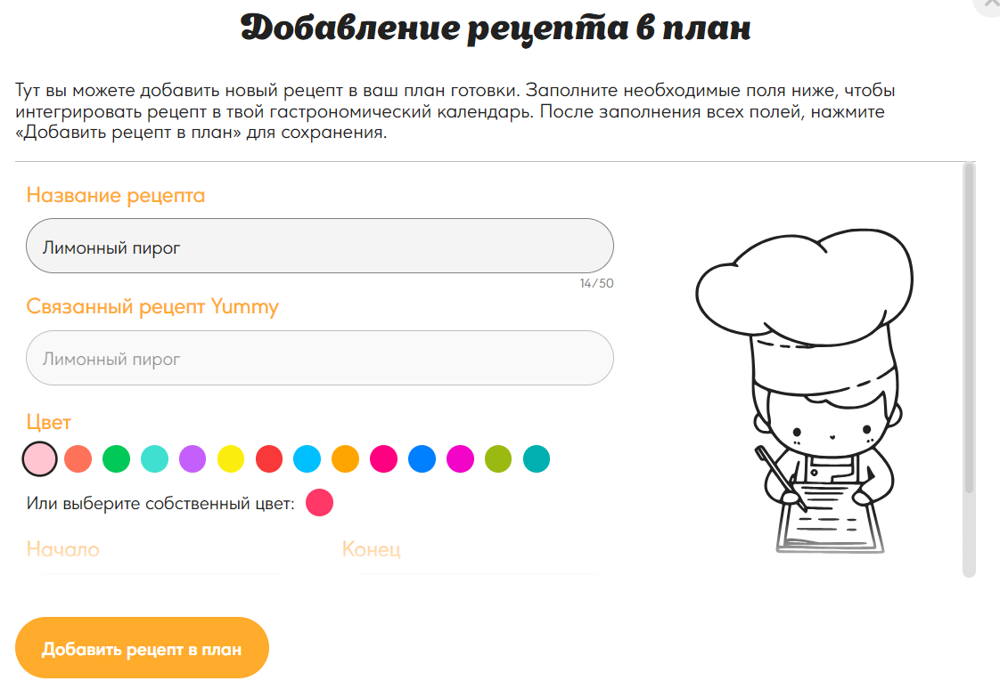 Добавление рецепта в план
Тут вы можете добавить новый рецепт в ваш план готовки. Заполните необходимые поля ниже, чтобы
интегрировать рецепт в твой гастрономический календарь. После заполнения всех полей, нажмите
«Добавить рецепт в план» для сохранения.
Название рецепта
Лимонный пирог
14/50
Связанный рецепт Yummy
Лимонный пирог
Цвет
Или выберите собственный цвет:
Начало Конец
Добавить рецепт в план